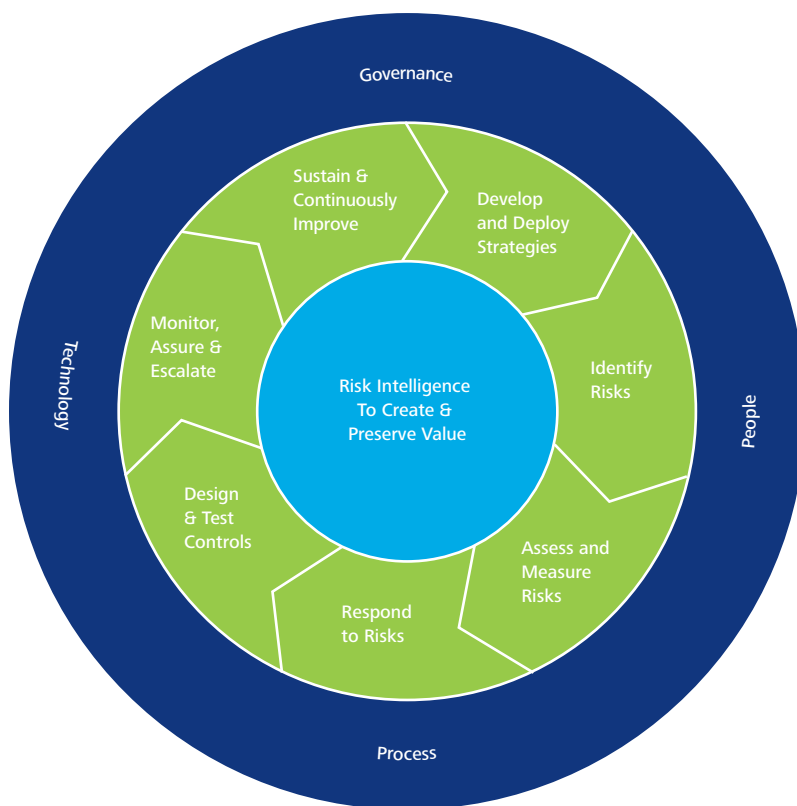 Governance
Sustain &
Continuously
Improve
Develop
and Deploy
Strategies
Monitor,
Assure &
Escalate
Technology
Risk Intelligence
To Create &
Preserve Value
Identify
Risks
People
Design
& Test
Controls
Assess and
Measure
Risks
Respond
to Risks
Process